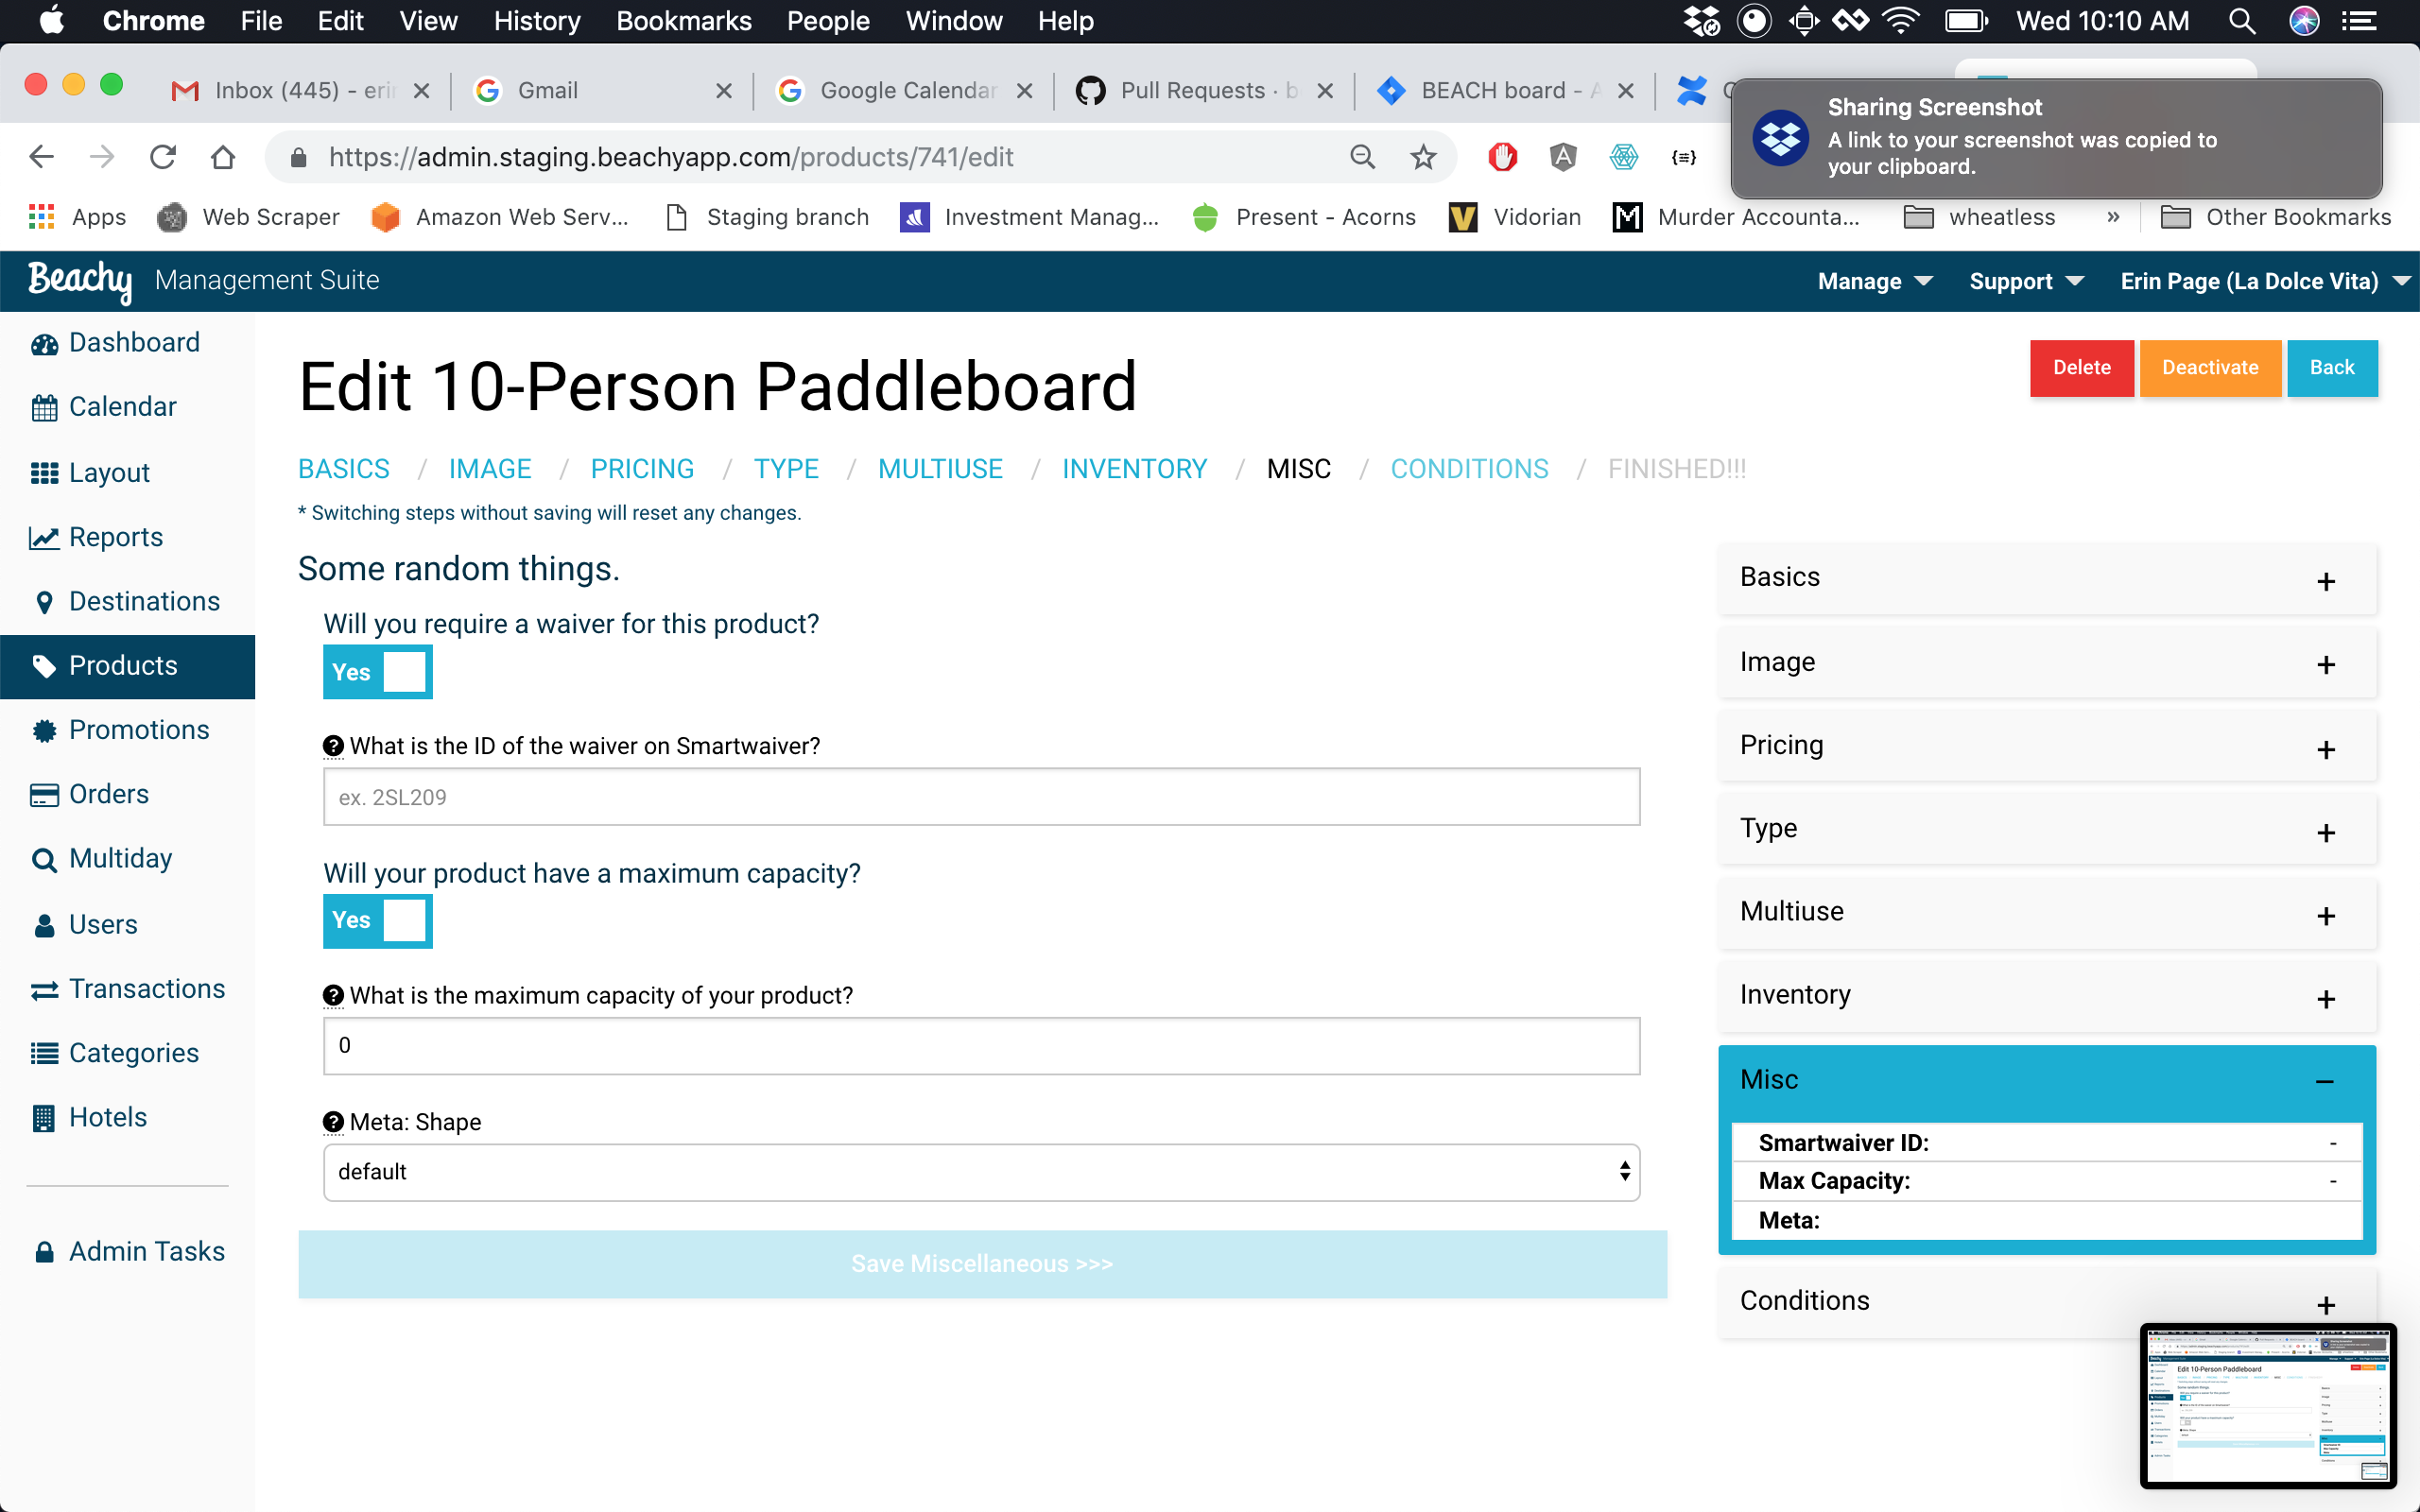 Chrome File Edit View History Bookmarks People Window Help Wed 10:10 AM
Inbox (445) - erin Gmail Google Calendar Pull Requests · b BEACH board - A C
Sharing Screenshot
A link to your screenshot was copied to
your clipboard.
https://admin.staging.beachyapp.com/products/741/edit
Apps Web Scraper Amazon Web Serv... Staging branch Investment Manag... Present - Acorns Vidorian Murder Accounta... wheatless » Other Bookmarks
Beachy Management Suite Manage Support Erin Page (La Dolce Vita)
Dashboard
Calendar
Layout
Reports
Destinations
Products
Promotions
Orders
Multiday
Users
Transactions
Categories
Hotels
Admin Tasks
Edit 10-Person Paddleboard
Delete Deactivate Back
BASICS / IMAGE / PRICING / TYPE / MULTIUSE / INVENTORY / MISC / CONDITIONS / FINISHED!!!
* Switching steps without saving will reset any changes.
Some random things.
Will you require a waiver for this product?
Yes
What is the ID of the waiver on Smartwaiver?
ex. 2SL209
Will your product have a maximum capacity?
Yes
What is the maximum capacity of your product?
0
Meta: Shape
default
Save Miscellaneous >>>
Basics +
Image +
Pricing +
Type +
Multiuse +
Inventory +
Misc −
Smartwaiver ID: -
Max Capacity: -
Meta:
Conditions +
Edit 10-Person Paddleboard